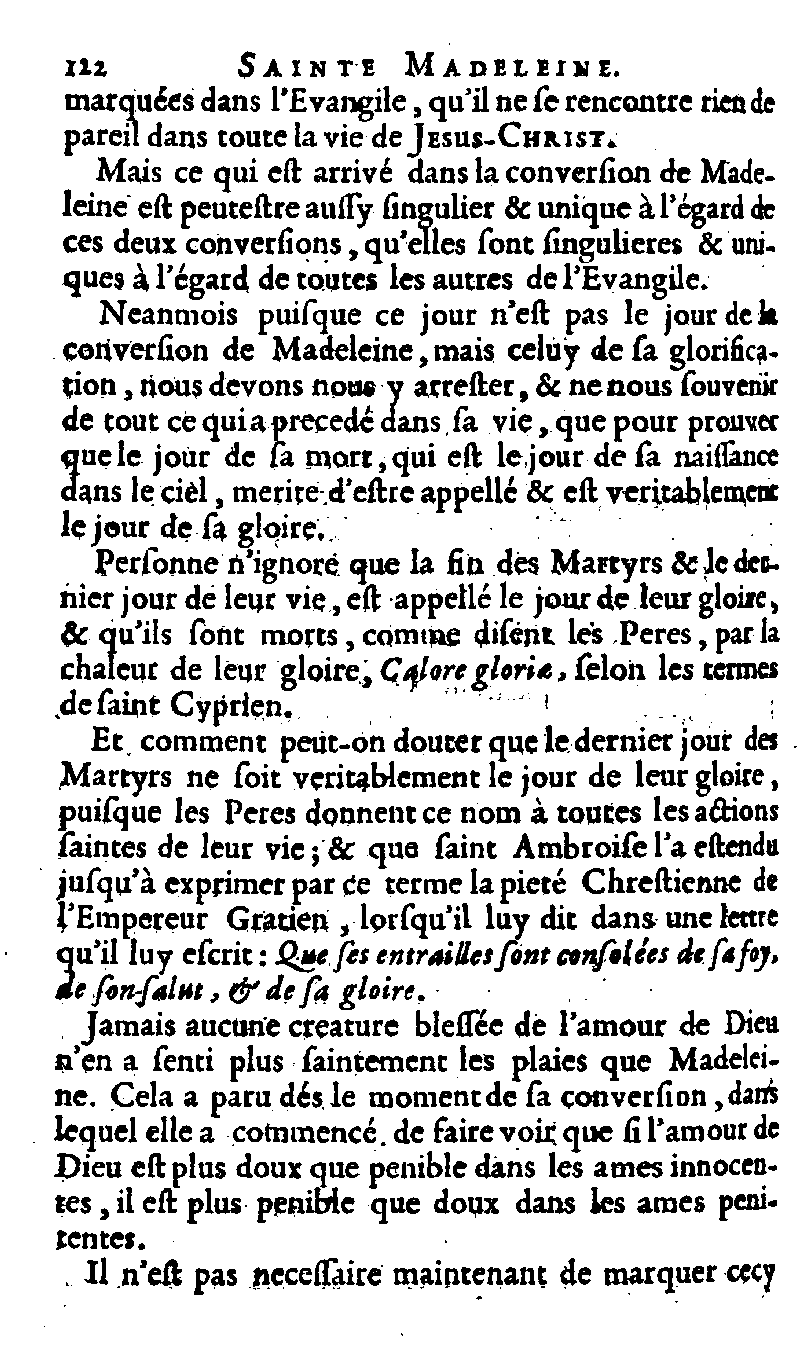 122 SAINTE MADELEINE.
marquées dans l'Evangile, qu'il ne ſe rencontre rien de
pareil dans toute la vie de JESUS-CHRIST.
Mais ce qui eſt arrivé dans la converſion de Made-
leine eſt peuteſtre auſſy ſingulier & unique à l'égard de
ces deux converſions, qu'elles ſont ſingulieres & uni-
ques à l'égard de toutes les autres de l'Evangile.
Neanmois puiſque ce jour n'eſt pas le jour de la
converſion de Madeleine, mais celuy de ſa glorifica-
tion, nous devons nous y arreſter, & ne nous ſouvenir
de tout ce qui a precedé dans ſa vie, que pour prouver
que le jour de ſa mort, qui eſt le jour de ſa naiſſance
dans le ciel, merite d'eſtre appellé & eſt veritablement
le jour de ſa gloire.
Perſonne n'ignore que la fin des Martyrs & le der-
nier jour de leur vie, eſt appellé le jour de leur gloire,
& qu'ils ſont morts, comme diſent les Peres, par la
chaleur de leur gloire, Calore gloriæ, ſelon les termes
de ſaint Cyprien.
Et comment peut-on douter que le dernier jour des
Martyrs ne ſoit veritablement le jour de leur gloire,
puiſque les Peres donnent ce nom à toutes les actions
ſaintes de leur vie; & que ſaint Ambroiſe l'a eſtendu
juſqu'à exprimer par ce terme la pieté Chreſtienne de
l'Empereur Gratien, lorſqu'il luy dit dans une lettre
qu'il luy eſcrit: Que ſes entrailles ſont conſolées de ſa foy,
de ſon ſalut, & de ſa gloire.
Jamais aucune creature bleſſée de l'amour de Dieu
n'en a ſenti plus ſaintement les plaies que Madelei-
ne. Cela a paru dés le moment de ſa converſion, dans
lequel elle a commencé de faire voir que ſi l'amour de
Dieu eſt plus doux que penible dans les ames innocen-
tes, il eſt plus penible que doux dans les ames peni-
tentes.
Il n'eſt pas neceſſaire maintenant de marquer cecy